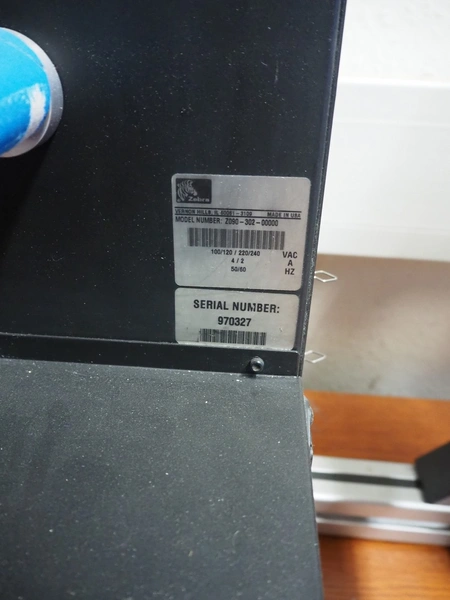 Zebra
VERNON HILLS, IL 60061-3109 MADE IN USA
MODEL NUMBER: Z090-302-00000
100/120 / 220/240 VAC
4 / 2 A
50/60 HZ
SERIAL NUMBER:
970327